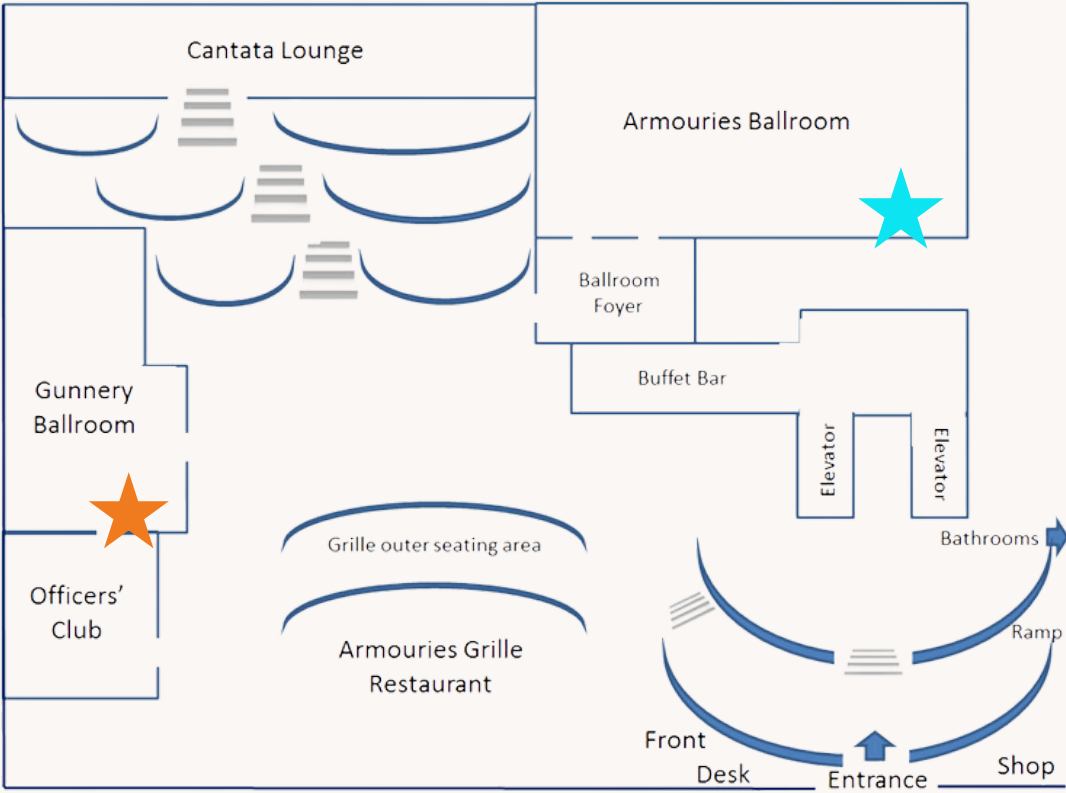 Cantata Lounge
Armouries Ballroom
Ballroom
Foyer
Buffet Bar
Gunnery
Ballroom
Elevator
Elevator
Grille outer seating area
Bathrooms
Officers’
Club
Ramp
Armouries Grille
Restaurant
Front
Desk
Entrance
Shop